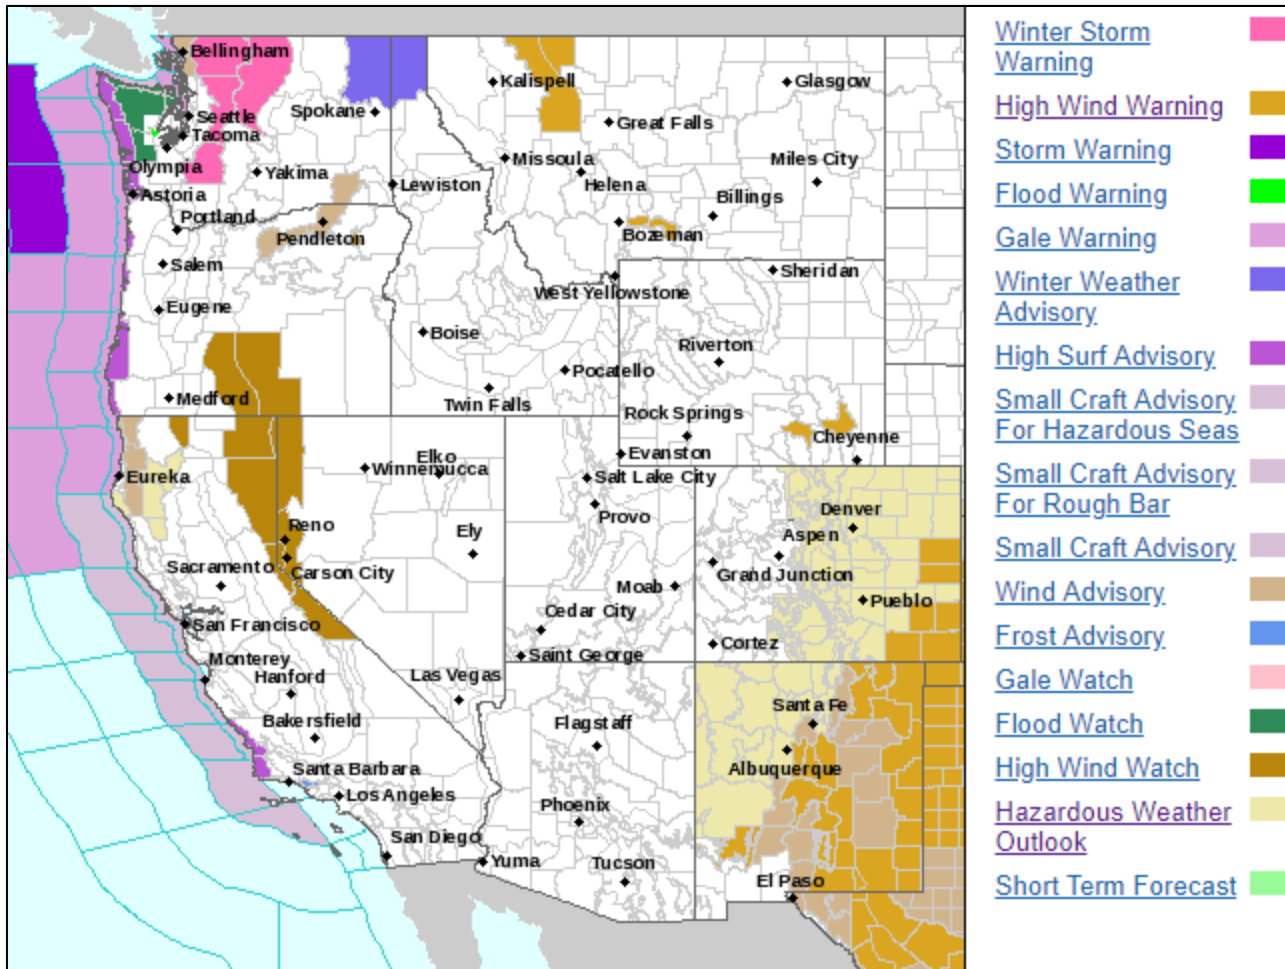 Bellingham
Kalispell
Glasgow
Spokane
Seattle
Great Falls
Tacoma
Olympia
Missoula
Miles City
Yakima
Helena
Lewiston
Astoria
Billings
Portland
Pendleton
Bozeman
Salem
Sheridan
West Yellowstone
Eugene
Boise
Riverton
Pocatello
Medford
Twin Falls
Rock Springs
Cheyenne
Evanston
Elko
Winnemucca
Eureka
Salt Lake City
Provo
Denver
Reno
Ely
Aspen
Sacramento
Carson City
Grand Junction
Moab
Pueblo
Cedar City
San Francisco
Cortez
Saint George
Monterey
Hanford
Las Vegas
Santa Fe
Bakersfield
Flagstaff
Albuquerque
Santa Barbara
Los Angeles
Phoenix
San Diego
Yuma
Tucson
El Paso
Winter Storm
Warning
High Wind Warning
Storm Warning
Flood Warning
Gale Warning
Winter Weather
Advisory
High Surf Advisory
Small Craft Advisory
For Hazardous Seas
Small Craft Advisory
For Rough Bar
Small Craft Advisory
Wind Advisory
Frost Advisory
Gale Watch
Flood Watch
High Wind Watch
Hazardous Weather
Outlook
Short Term Forecast